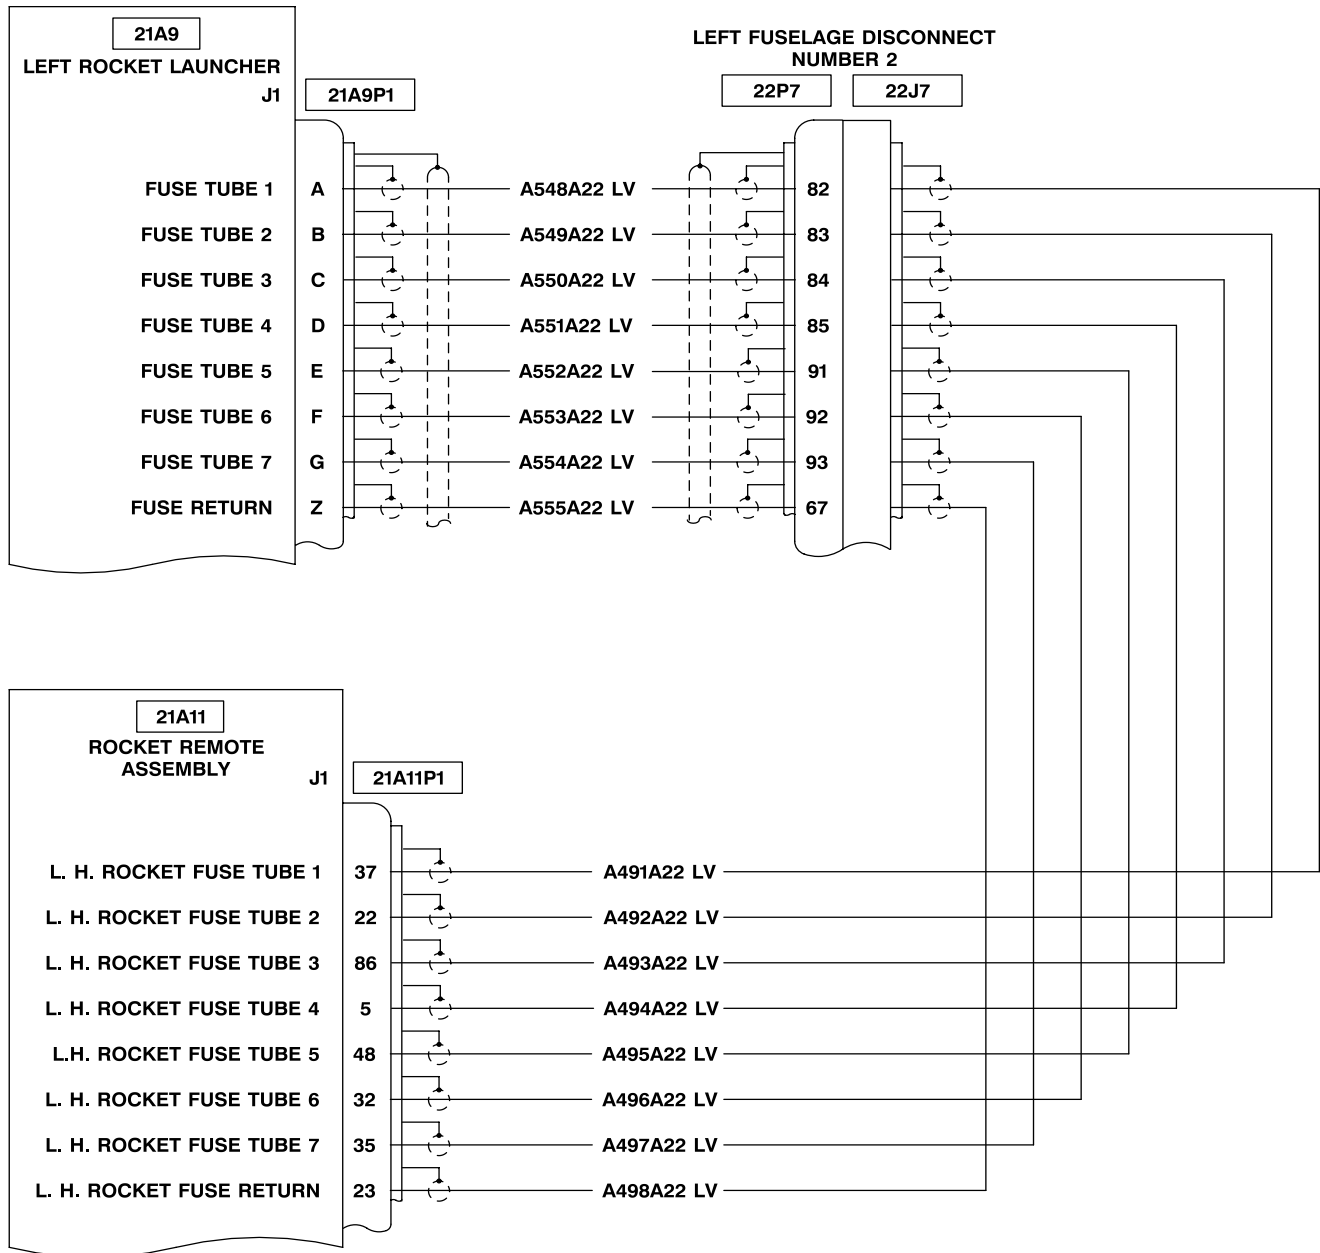 21A9
LEFT ROCKET LAUNCHER
J1
21A9P1
LEFT FUSELAGE DISCONNECT
NUMBER 2
22P7 22J7
FUSE TUBE 1 A A548A22 LV 82
FUSE TUBE 2 B A549A22 LV 83
FUSE TUBE 3 C A550A22 LV 84
FUSE TUBE 4 D A551A22 LV 85
FUSE TUBE 5 E A552A22 LV 91
FUSE TUBE 6 F A553A22 LV 92
FUSE TUBE 7 G A554A22 LV 93
FUSE RETURN Z A555A22 LV 67
21A11
ROCKET REMOTE
ASSEMBLY
J1
21A11P1
L. H. ROCKET FUSE TUBE 1 37 A491A22 LV
L. H. ROCKET FUSE TUBE 2 22 A492A22 LV
L. H. ROCKET FUSE TUBE 3 86 A493A22 LV
L. H. ROCKET FUSE TUBE 4 5 A494A22 LV
L.H. ROCKET FUSE TUBE 5 48 A495A22 LV
L. H. ROCKET FUSE TUBE 6 32 A496A22 LV
L. H. ROCKET FUSE TUBE 7 35 A497A22 LV
L. H. ROCKET FUSE RETURN 23 A498A22 LV